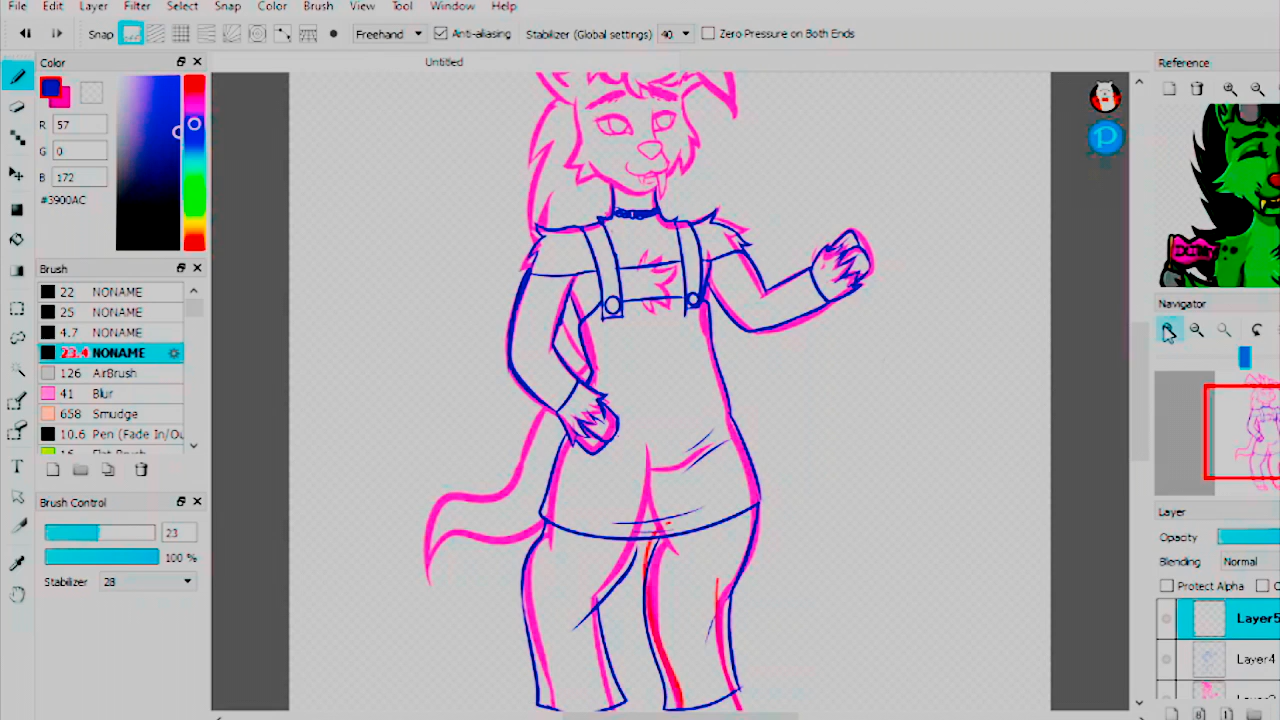 File Edit Layer Filter Select Snap Color Brush View Tool Window Help
Snap Freehand Anti-aliasing Stabilizer (Global settings) 40 Zero Pressure on Both Ends
Color
Untitled
Reference
R 57
G 0
B 172
#3900AC
Brush
22 NONAME
25 NONAME
4.7 NONAME
23.4 NONAME
126 AirBrush
41 Blur
658 Smudge
10.6 Pen (Fade In/Ou
Brush Control
23
100 %
Stabilizer 28
Navigator
Layer
Opacity
Blending Normal
Protect Alpha
Layer5
Layer4